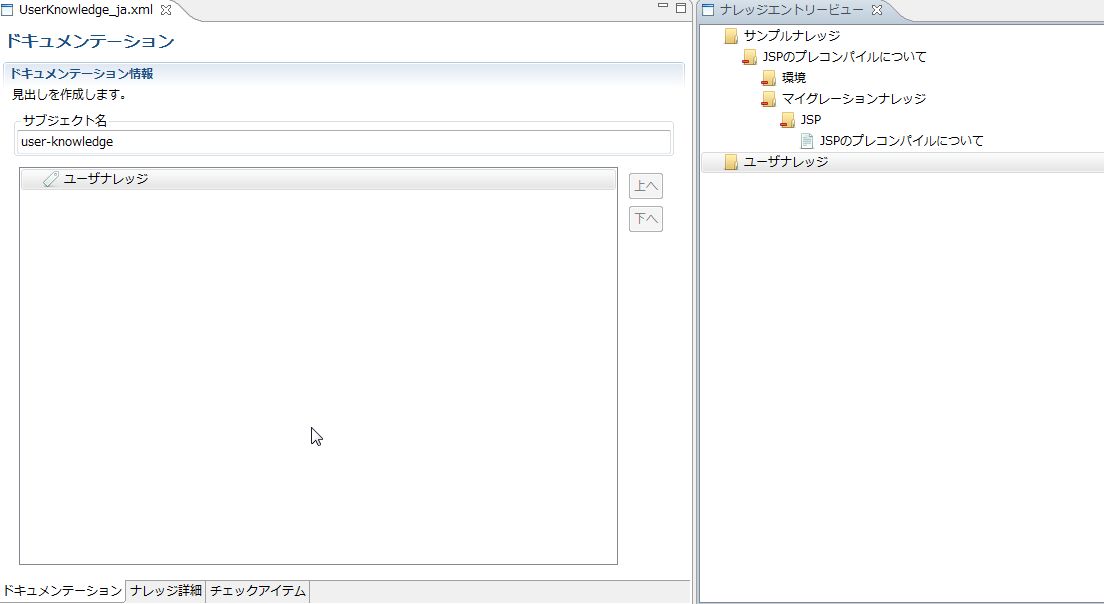 UserKnowledge_ja.xml
ドキュメンテーション
ドキュメンテーション情報
見出しを作成します。
サブジェクト名
user-knowledge
ユーザナレッジ
上へ
下へ
ドキュメンテーション
ナレッジ詳細
チェックアイテム
ナレッジエントリービュー
サンプルナレッジ
JSPのプレコンパイルについて
環境
マイグレーションナレッジ
JSP
JSPのプレコンパイルについて
ユーザナレッジ